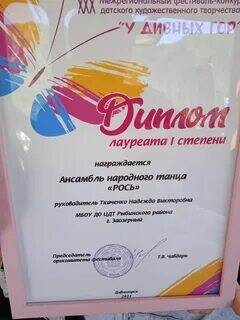 XXX Межрегиональный фестиваль-конкурс
детского художественного творчества
"У ДИВНЫХ ГОР"
Диплом
лауреата I степени
награждается
Ансамбль народного танца
«РОСЬ»
руководитель Ткаченко Надежда Викторовна
МБОУ ДО ЦДТ Рыбинского района
г. Заозерный
Председатель
оргкомитета фестиваля
Т.В. Чабдарь
Дивногорск